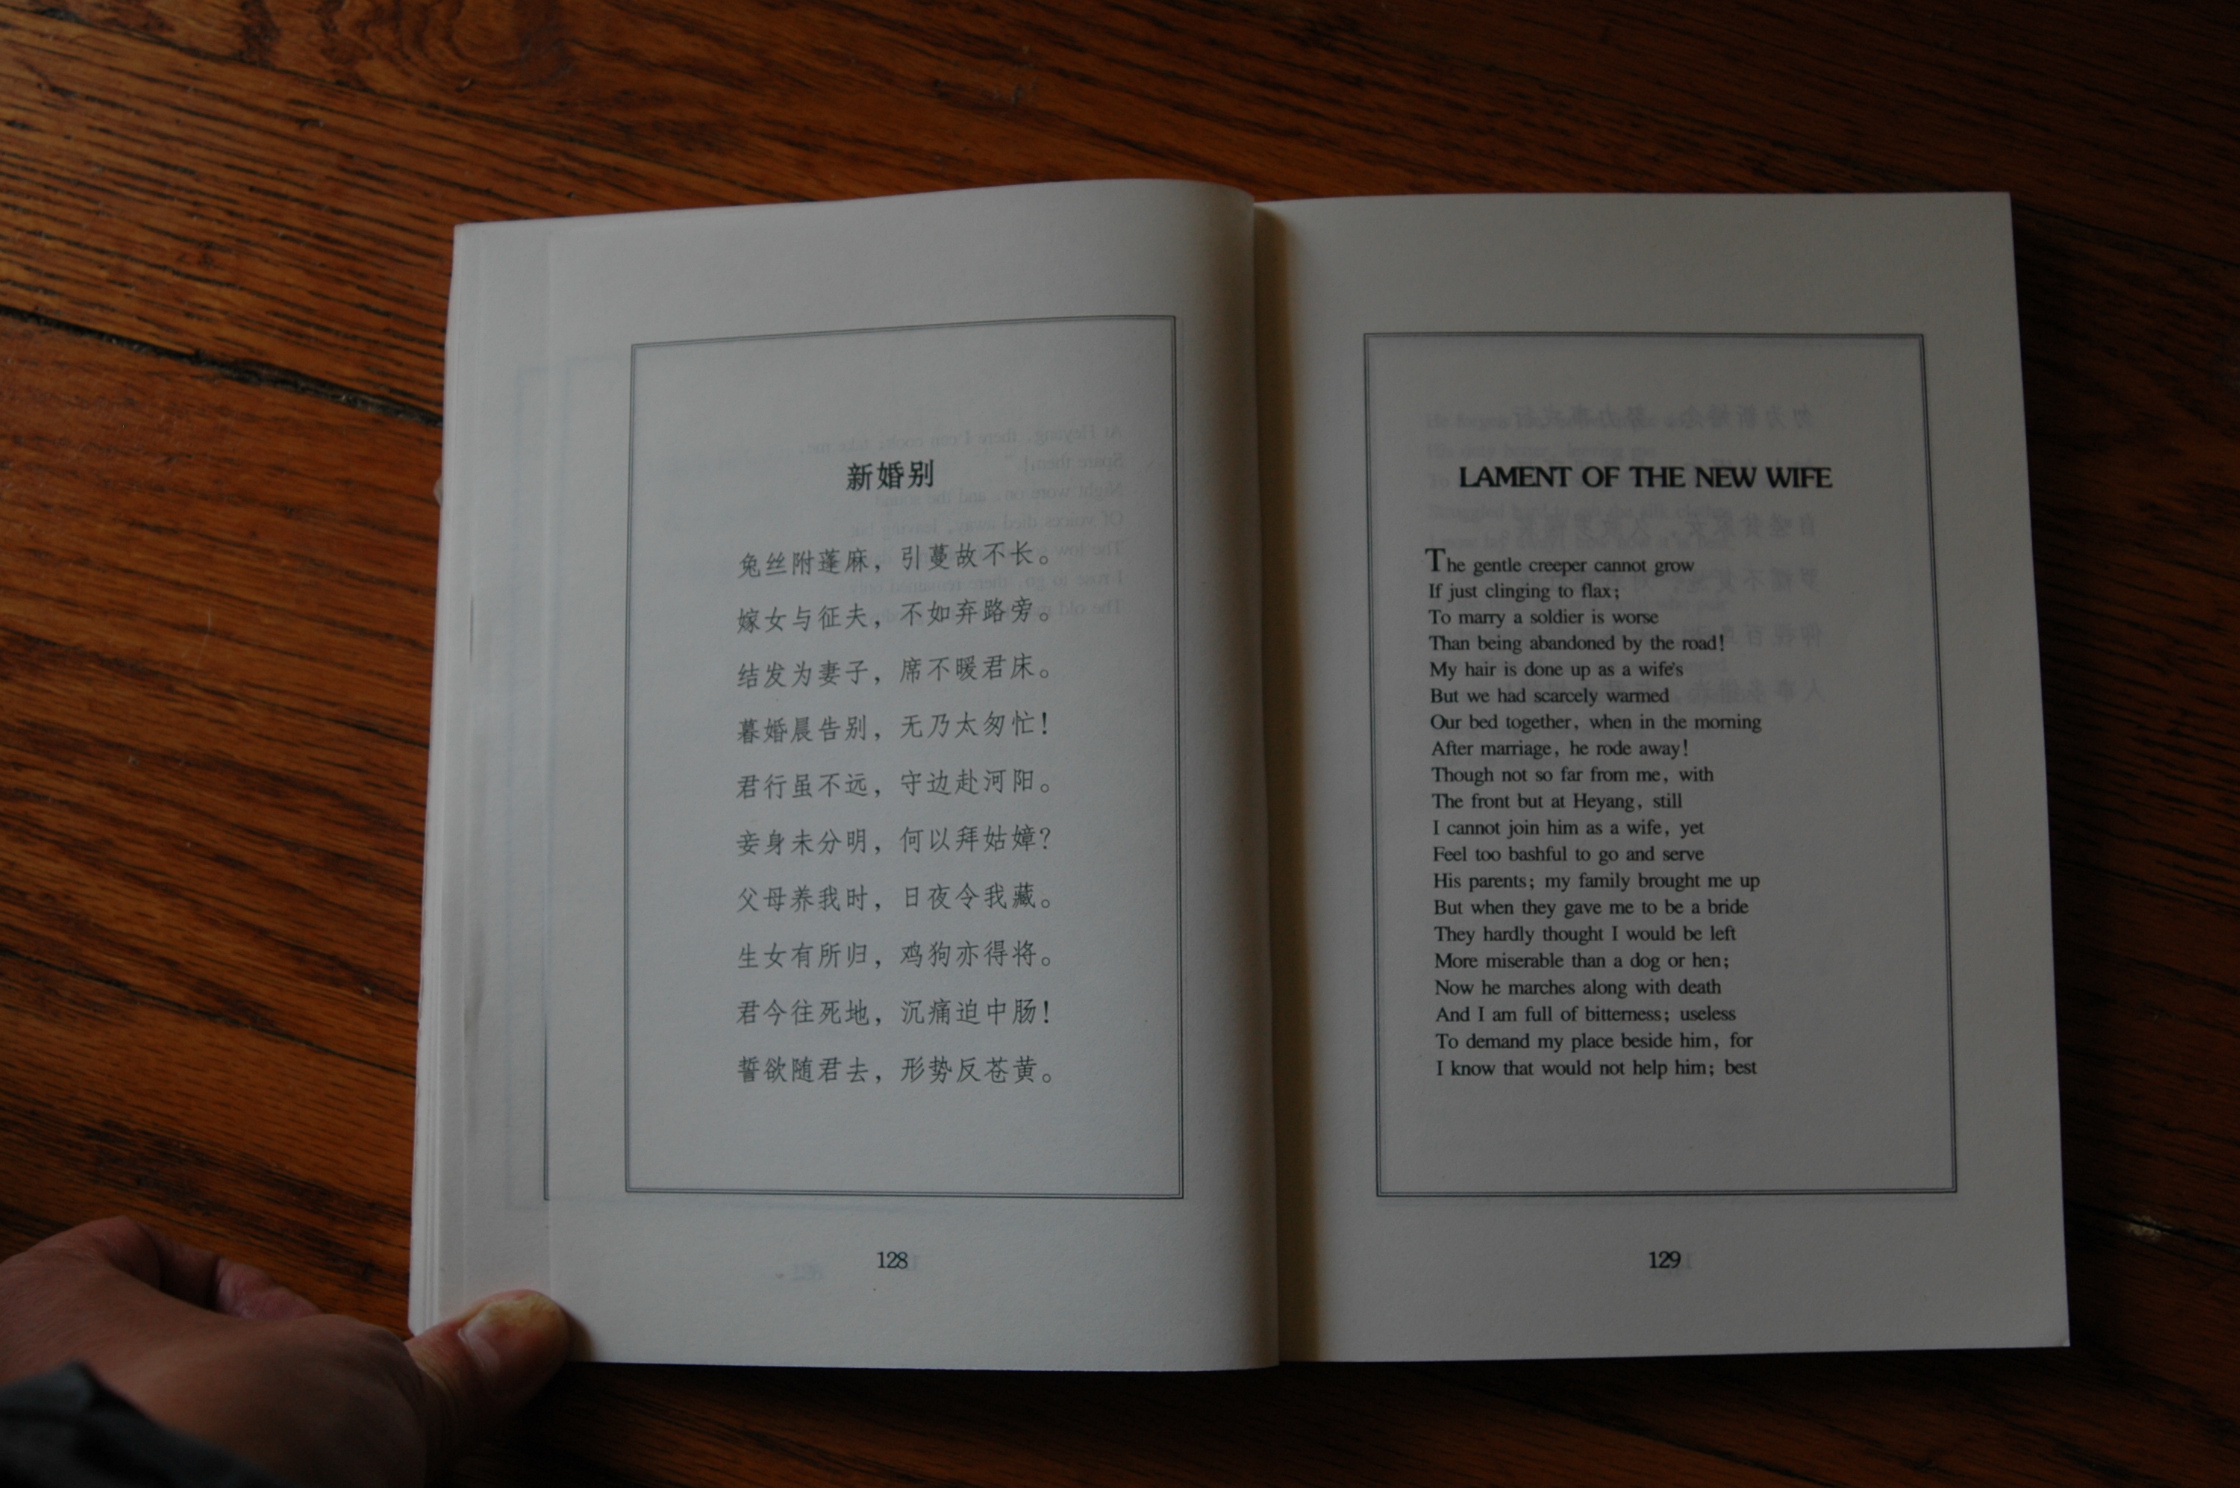 新婚别
兔丝附蓬麻，引蔓故不长。
嫁女与征夫，不如弃路旁。
结发为妻子，席不暖君床。
暮婚晨告别，无乃太匆忙！
君行虽不远，守边赴河阳。
妾身未分明，何以拜姑嫜？
父母养我时，日夜令我藏。
生女有所归，鸡狗亦得将。
君今往死地，沉痛迫中肠！
誓欲随君去，形势反苍黄。
128
LAMENT OF THE NEW WIFE
The gentle creeper cannot grow
If just clinging to flax;
To marry a soldier is worse
Than being abandoned by the road!
My hair is done up as a wife's
But we had scarcely warmed
Our bed together, when in the morning
After marriage, he rode away!
Though not so far from me, with
The front but at Heyang, still
I cannot join him as a wife, yet
Feel too bashful to go and serve
His parents; my family brought me up
But when they gave me to be a bride
They hardly thought I would be left
More miserable than a dog or hen;
Now he marches along with death
And I am full of bitterness; useless
To demand my place beside him, for
I know that would not help him; best
129